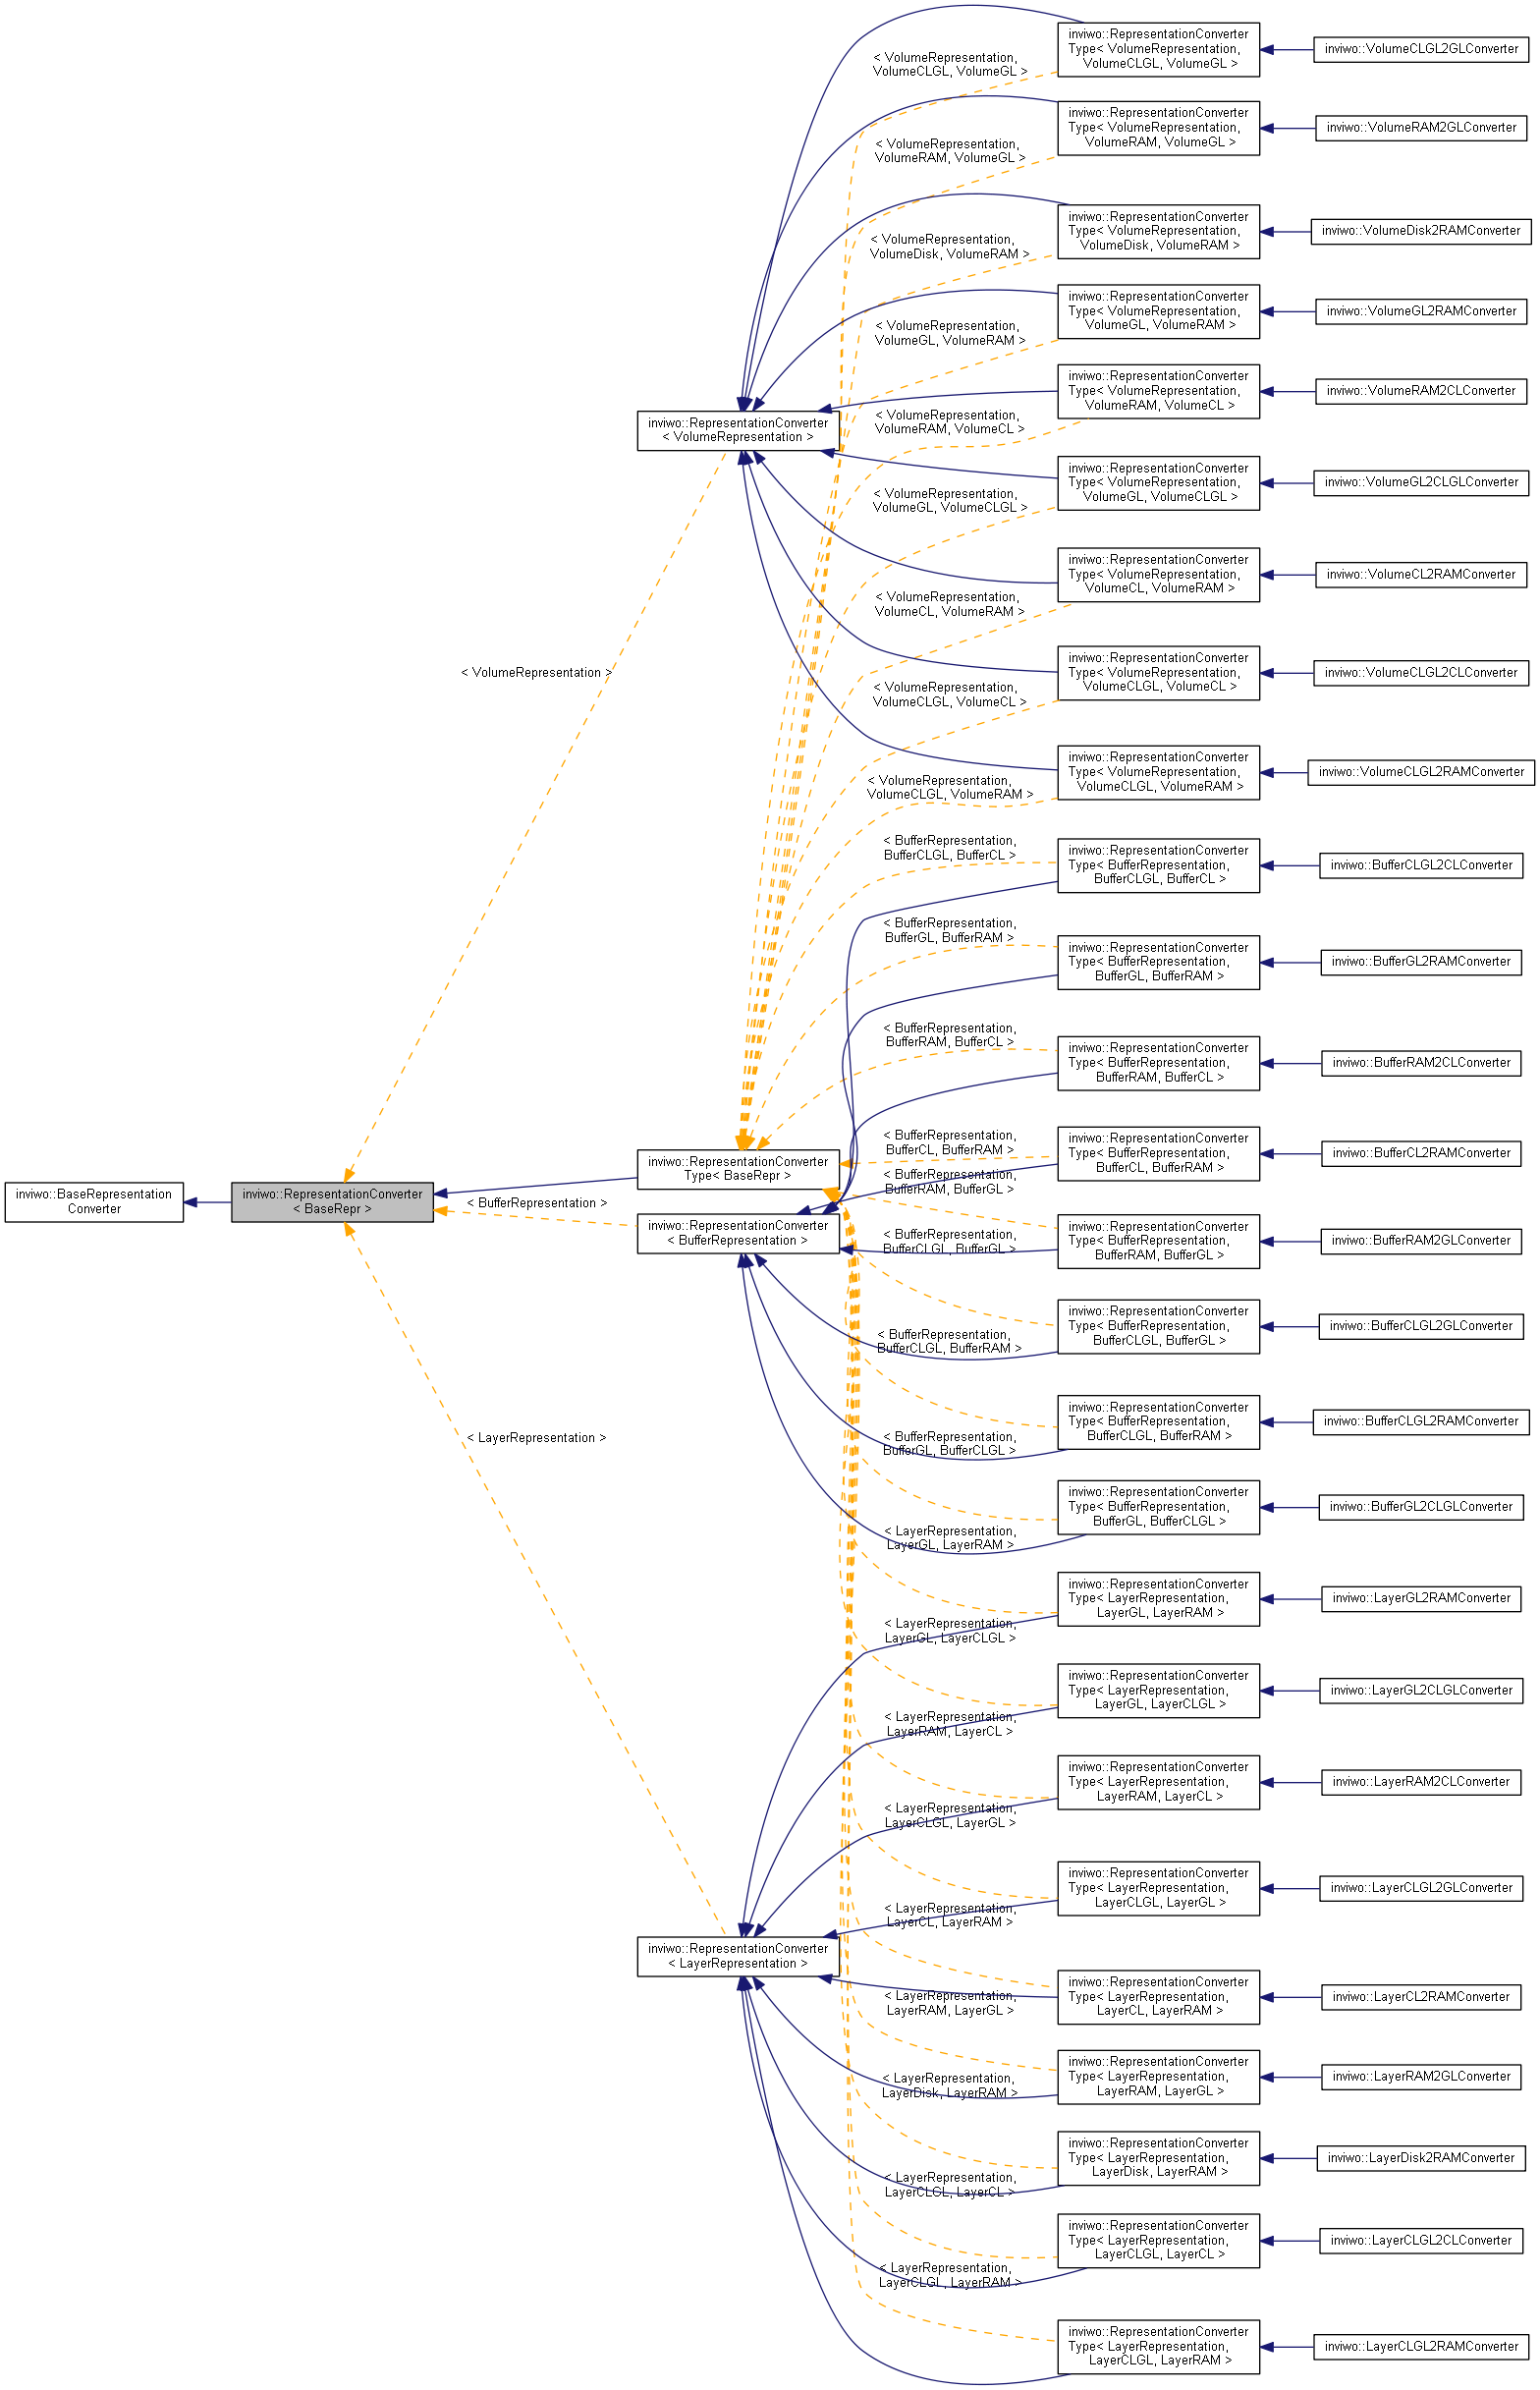 inviwo::BaseRepresentation
Converter
inviwo::RepresentationConverter
< BaseRepr >
< VolumeRepresentation >
< BufferRepresentation >
< LayerRepresentation >
inviwo::RepresentationConverter
< VolumeRepresentation >
inviwo::RepresentationConverter
Type< BaseRepr >
inviwo::RepresentationConverter
< BufferRepresentation >
inviwo::RepresentationConverter
< LayerRepresentation >
< VolumeRepresentation,
VolumeCLGL, VolumeGL >
< VolumeRepresentation,
VolumeRAM, VolumeGL >
< VolumeRepresentation,
VolumeDisk, VolumeRAM >
< VolumeRepresentation,
VolumeGL, VolumeRAM >
< VolumeRepresentation,
VolumeRAM, VolumeCL >
< VolumeRepresentation,
VolumeGL, VolumeCLGL >
< VolumeRepresentation,
VolumeCL, VolumeRAM >
< VolumeRepresentation,
VolumeCLGL, VolumeCL >
< VolumeRepresentation,
VolumeCLGL, VolumeRAM >
< BufferRepresentation,
BufferCLGL, BufferCL >
< BufferRepresentation,
BufferGL, BufferRAM >
< BufferRepresentation,
BufferRAM, BufferCL >
< BufferRepresentation,
BufferCL, BufferRAM >
< BufferRepresentation,
BufferRAM, BufferGL >
< BufferRepresentation,
BufferCLGL, BufferGL >
< BufferRepresentation,
BufferCLGL, BufferRAM >
< BufferRepresentation,
BufferGL, BufferCLGL >
< LayerRepresentation,
LayerGL, LayerRAM >
< LayerRepresentation,
LayerGL, LayerCLGL >
< LayerRepresentation,
LayerRAM, LayerCL >
< LayerRepresentation,
LayerCLGL, LayerGL >
< LayerRepresentation,
LayerCL, LayerRAM >
< LayerRepresentation,
LayerRAM, LayerGL >
< LayerRepresentation,
LayerDisk, LayerRAM >
< LayerRepresentation,
LayerCLGL, LayerCL >
< LayerRepresentation,
LayerCLGL, LayerRAM >
inviwo::RepresentationConverter
Type< VolumeRepresentation,
VolumeCLGL, VolumeGL >
inviwo::VolumeCLGL2GLConverter
inviwo::RepresentationConverter
Type< VolumeRepresentation,
VolumeRAM, VolumeGL >
inviwo::VolumeRAM2GLConverter
inviwo::RepresentationConverter
Type< VolumeRepresentation,
VolumeDisk, VolumeRAM >
inviwo::VolumeDisk2RAMConverter
inviwo::RepresentationConverter
Type< VolumeRepresentation,
VolumeGL, VolumeRAM >
inviwo::VolumeGL2RAMConverter
inviwo::RepresentationConverter
Type< VolumeRepresentation,
VolumeRAM, VolumeCL >
inviwo::VolumeRAM2CLConverter
inviwo::RepresentationConverter
Type< VolumeRepresentation,
VolumeGL, VolumeCLGL >
inviwo::VolumeGL2CLGLConverter
inviwo::RepresentationConverter
Type< VolumeRepresentation,
VolumeCL, VolumeRAM >
inviwo::VolumeCL2RAMConverter
inviwo::RepresentationConverter
Type< VolumeRepresentation,
VolumeCLGL, VolumeCL >
inviwo::VolumeCLGL2CLConverter
inviwo::RepresentationConverter
Type< VolumeRepresentation,
VolumeCLGL, VolumeRAM >
inviwo::VolumeCLGL2RAMConverter
inviwo::RepresentationConverter
Type< BufferRepresentation,
BufferCLGL, BufferCL >
inviwo::BufferCLGL2CLConverter
inviwo::RepresentationConverter
Type< BufferRepresentation,
BufferGL, BufferRAM >
inviwo::BufferGL2RAMConverter
inviwo::RepresentationConverter
Type< BufferRepresentation,
BufferRAM, BufferCL >
inviwo::BufferRAM2CLConverter
inviwo::RepresentationConverter
Type< BufferRepresentation,
BufferCL, BufferRAM >
inviwo::BufferCL2RAMConverter
inviwo::RepresentationConverter
Type< BufferRepresentation,
BufferRAM, BufferGL >
inviwo::BufferRAM2GLConverter
inviwo::RepresentationConverter
Type< BufferRepresentation,
BufferCLGL, BufferGL >
inviwo::BufferCLGL2GLConverter
inviwo::RepresentationConverter
Type< BufferRepresentation,
BufferCLGL, BufferRAM >
inviwo::BufferCLGL2RAMConverter
inviwo::RepresentationConverter
Type< BufferRepresentation,
BufferGL, BufferCLGL >
inviwo::BufferGL2CLGLConverter
inviwo::RepresentationConverter
Type< LayerRepresentation,
LayerGL, LayerRAM >
inviwo::LayerGL2RAMConverter
inviwo::RepresentationConverter
Type< LayerRepresentation,
LayerGL, LayerCLGL >
inviwo::LayerGL2CLGLConverter
inviwo::RepresentationConverter
Type< LayerRepresentation,
LayerRAM, LayerCL >
inviwo::LayerRAM2CLConverter
inviwo::RepresentationConverter
Type< LayerRepresentation,
LayerCLGL, LayerGL >
inviwo::LayerCLGL2GLConverter
inviwo::RepresentationConverter
Type< LayerRepresentation,
LayerCL, LayerRAM >
inviwo::LayerCL2RAMConverter
inviwo::RepresentationConverter
Type< LayerRepresentation,
LayerRAM, LayerGL >
inviwo::LayerRAM2GLConverter
inviwo::RepresentationConverter
Type< LayerRepresentation,
LayerDisk, LayerRAM >
inviwo::LayerDisk2RAMConverter
inviwo::RepresentationConverter
Type< LayerRepresentation,
LayerCLGL, LayerCL >
inviwo::LayerCLGL2CLConverter
inviwo::RepresentationConverter
Type< LayerRepresentation,
LayerCLGL, LayerRAM >
inviwo::LayerCLGL2RAMConverter